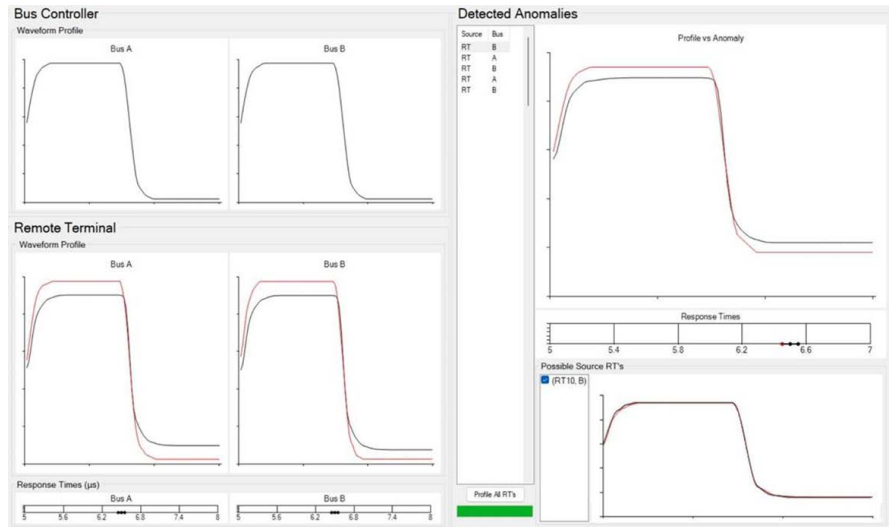 Bus Controller
Waveform Profile
Bus A
Bus B
Remote Terminal
Waveform Profile
Bus A
Bus B
Response Times (µs)
Bus A
5 5.6 6.2 6.8 7.4 8
Bus B
5 5.6 6.2 6.8 7.4 8
Detected Anomalies
Source Bus
RT B
RT A
RT B
RT A
RT B
Profile All RT's
Profile vs Anomaly
Response Times
5 5.4 5.8 6.2 6.6 7
Possible Source RT's
(RT10, B)